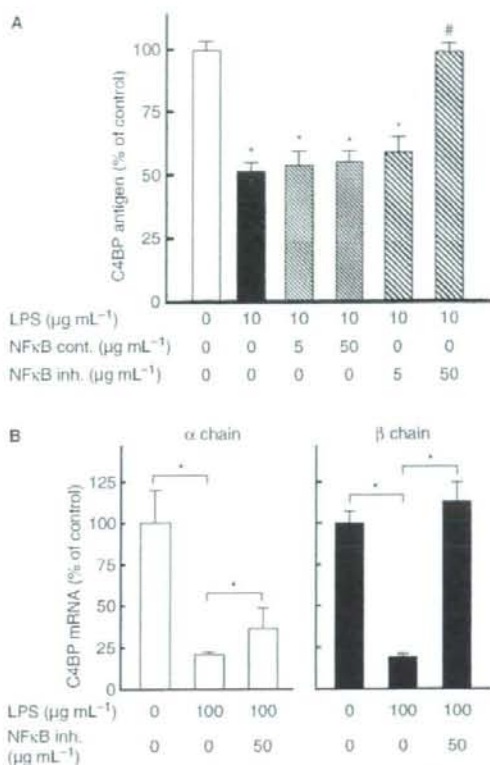 A
C4BP antigen (% of control)
100
75
50
25
0
* * * * #
LPS (µg mL⁻¹) 0 10 10 10 10 10
NFκB cont. (µg mL⁻¹) 0 0 5 50 0 0
NFκB inh. (µg mL⁻¹) 0 0 0 0 5 50
B
α chain β chain
C4BP mRNA (% of control)
125
100
75
50
25
0
* * * *
LPS (µg mL⁻¹) 0 100 100 0 100 100
NFκB inh. 0 0 50 0 0 50
(µg mL⁻¹)